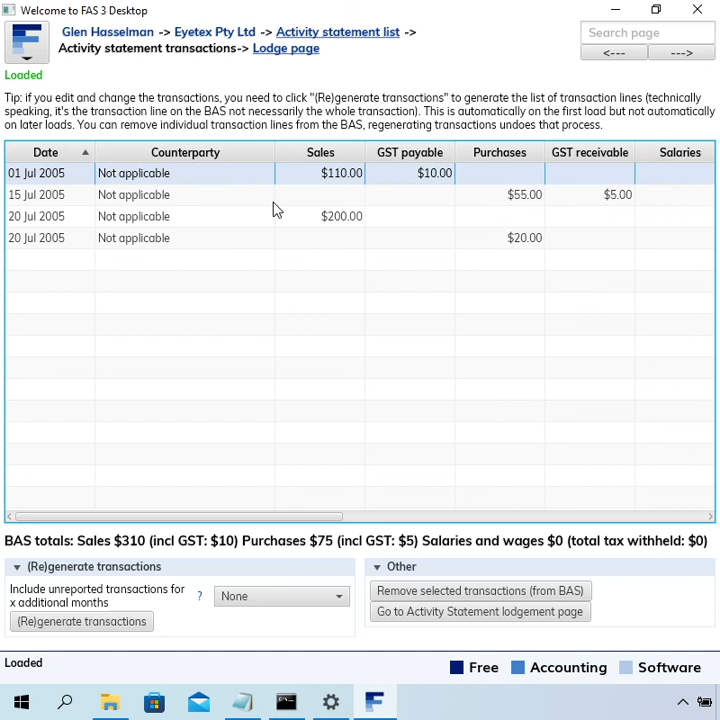 Welcome to FAS 3 Desktop
Glen Hasselman -> Eyetex Pty Ltd -> Activity statement list ->
Activity statement transactions-> Lodge page
Search page
<--- --->
Loaded
Tip: if you edit and change the transactions, you need to click "(Re)generate transactions" to generate the list of transaction lines (technically
speaking, it's the transaction line on the BAS not necessarily the whole transaction). This is automatically on the first load but not automatically
on later loads. You can remove individual transaction lines from the BAS, regenerating transactions undoes that process.
Date Counterparty Sales GST payable Purchases GST receivable Salaries
01 Jul 2005 Not applicable $110.00 $10.00
15 Jul 2005 Not applicable $55.00 $5.00
20 Jul 2005 Not applicable $200.00
20 Jul 2005 Not applicable $20.00
BAS totals: Sales $310 (incl GST: $10) Purchases $75 (incl GST: $5) Salaries and wages $0 (total tax withheld: $0)
(Re)generate transactions
Include unreported transactions for
x additional months
? None
(Re)generate transactions
Other
Remove selected transactions (from BAS)
Go to Activity Statement lodgement page
Loaded
Free Accounting Software